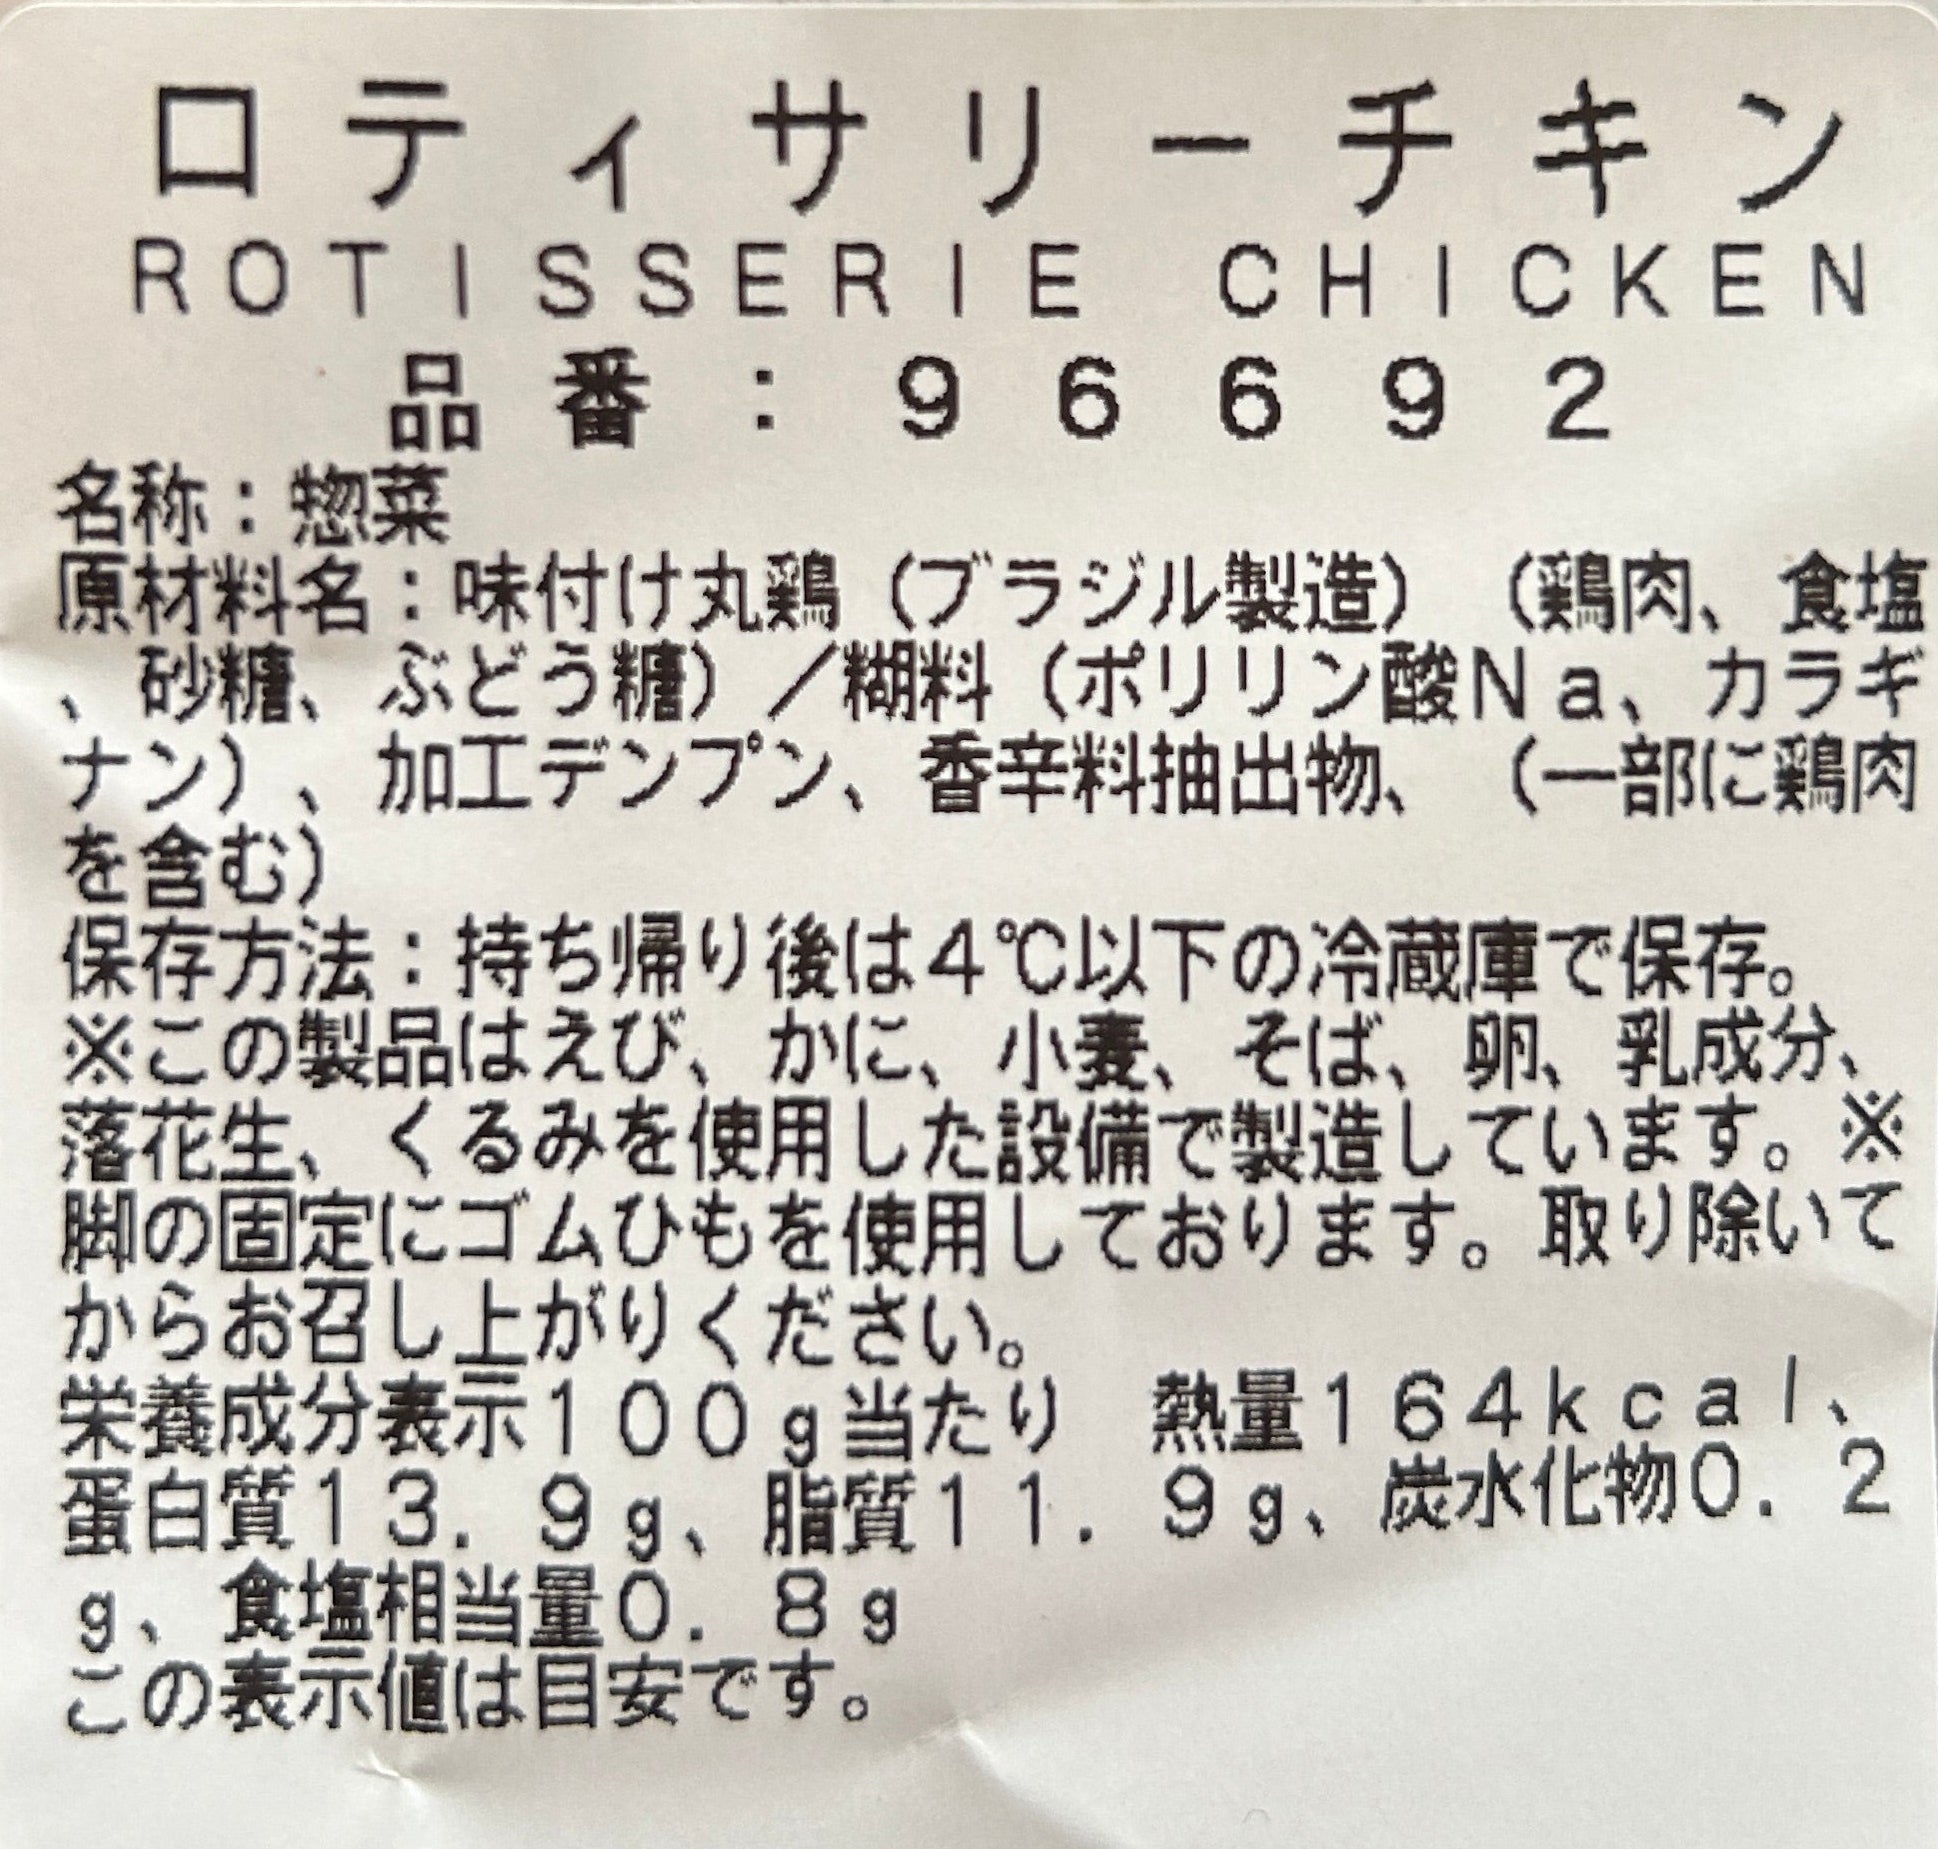 ロティサリーチキン
ROTISSERIE CHICKEN
品番:96692
名称:惣菜
原材料名:味付け丸鶏(ブラジル製造)(鶏肉、食塩
、砂糖、ぶどう糖)/糊料(ポリリン酸Na、カラギ
ナン)、加工デンプン、香辛料抽出物、(一部に鶏肉
を含む)
保存方法:持ち帰り後は4℃以下の冷蔵庫で保存。
※この製品はえび、かに、小麦、そば、卵、乳成分、
落花生、くるみを使用した設備で製造しています。※
脚の固定にゴムひもを使用しております。取り除いて
からお召し上がりください。
栄養成分表示100g当たり 熱量164kcal、
蛋白質13.9g、脂質11.9g、炭水化物0.2
g、食塩相当量0.8g
この表示値は目安です。